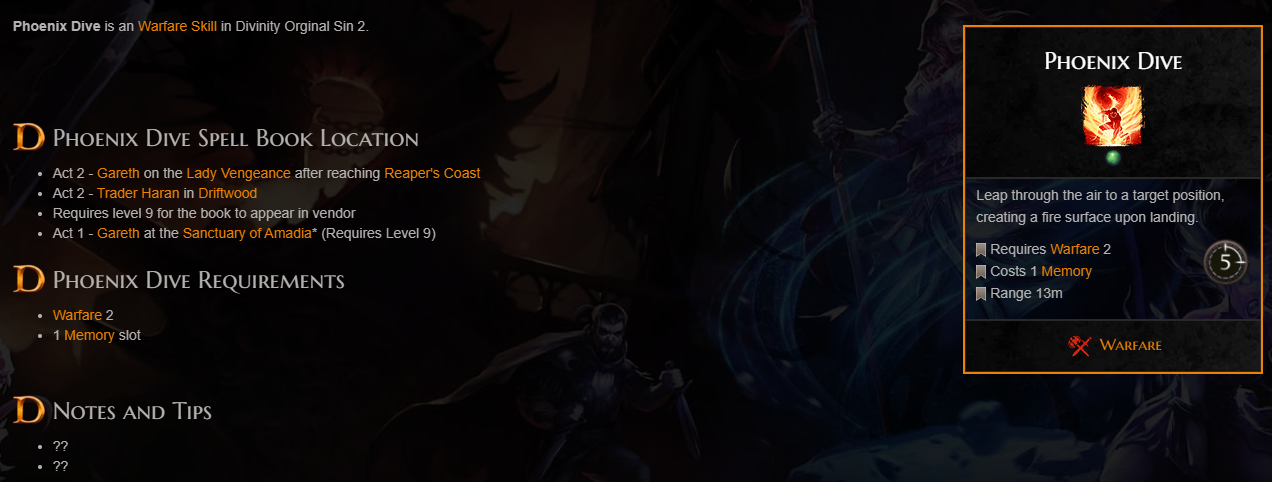 Phoenix Dive is an Warfare Skill in Divinity Orginal Sin 2.
D Phoenix Dive Spell Book Location
• Act 2 - Gareth on the Lady Vengeance after reaching Reaper's Coast
• Act 2 - Trader Haran in Driftwood
• Requires level 9 for the book to appear in vendor
• Act 1 - Gareth at the Sanctuary of Amadia* (Requires Level 9)
D Phoenix Dive Requirements
• Warfare 2
• 1 Memory slot
D Notes and Tips
• ??
• ??
Phoenix Dive
Leap through the air to a target position,
creating a fire surface upon landing.
Requires Warfare 2
Costs 1 Memory
Range 13m
5
Warfare